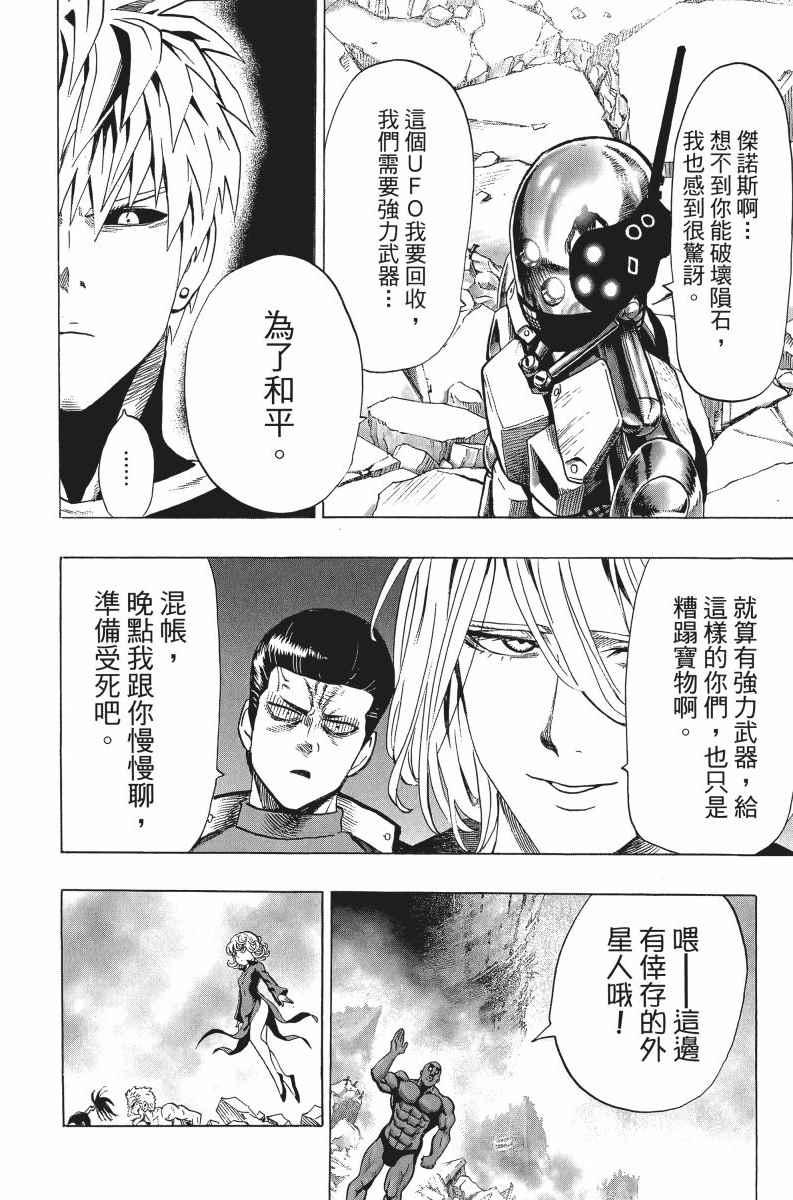 傑諾斯啊…
想不到你能破壞隕石，
我也感到很驚訝。
這個UFO我要回收，
我們需要強力武器…
為了和平。
……
就算有強力武器，給
這樣的你們，也只是
糟蹋寶物啊。
混帳，
晚點我跟你慢慢聊，
準備受死吧。
喂——這邊
有倖存的外
星人哦！